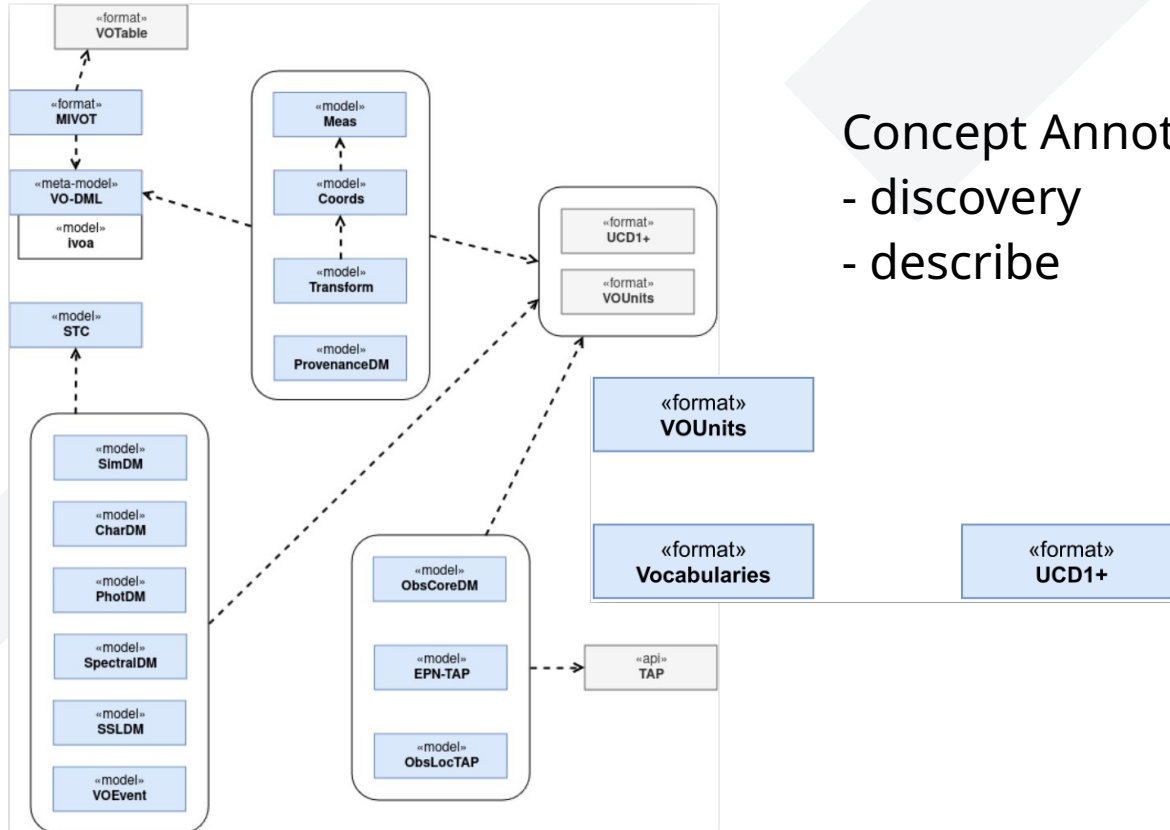 «format»
VOTable
«format»
MIVOT
«meta-model»
VO-DML
«model»
ivoa
«model»
STC
«model»
SimDM
«model»
CharDM
«model»
PhotDM
«model»
SpectralDM
«model»
SSLDM
«model»
VOEvent
«model»
Meas
«model»
Coords
«model»
Transform
«model»
ProvenanceDM
«model»
ObsCoreDM
«model»
EPN-TAP
«model»
ObsLocTAP
«format»
UCD1+
«format»
VOUnits
«api»
TAP
Concept Annot
- discovery
- describe
«format»
VOUnits
«format»
Vocabularies
«format»
UCD1+